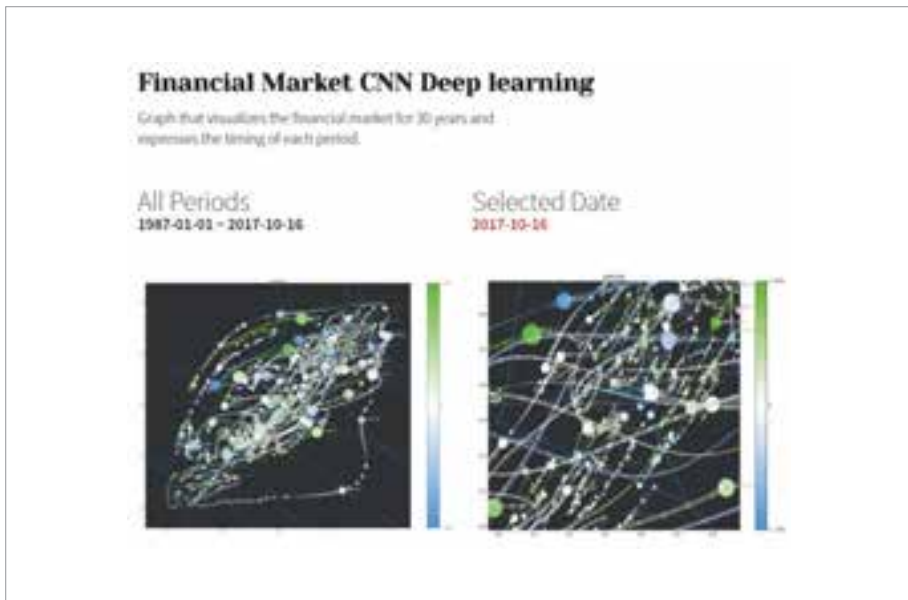 Financial Market CNN Deep learning
Graph that visualizes the financial market for 30 years and
expresses the timing of each period.
All Periods
1987-01-01 ~ 2017-10-16
Selected Date
2017-10-16